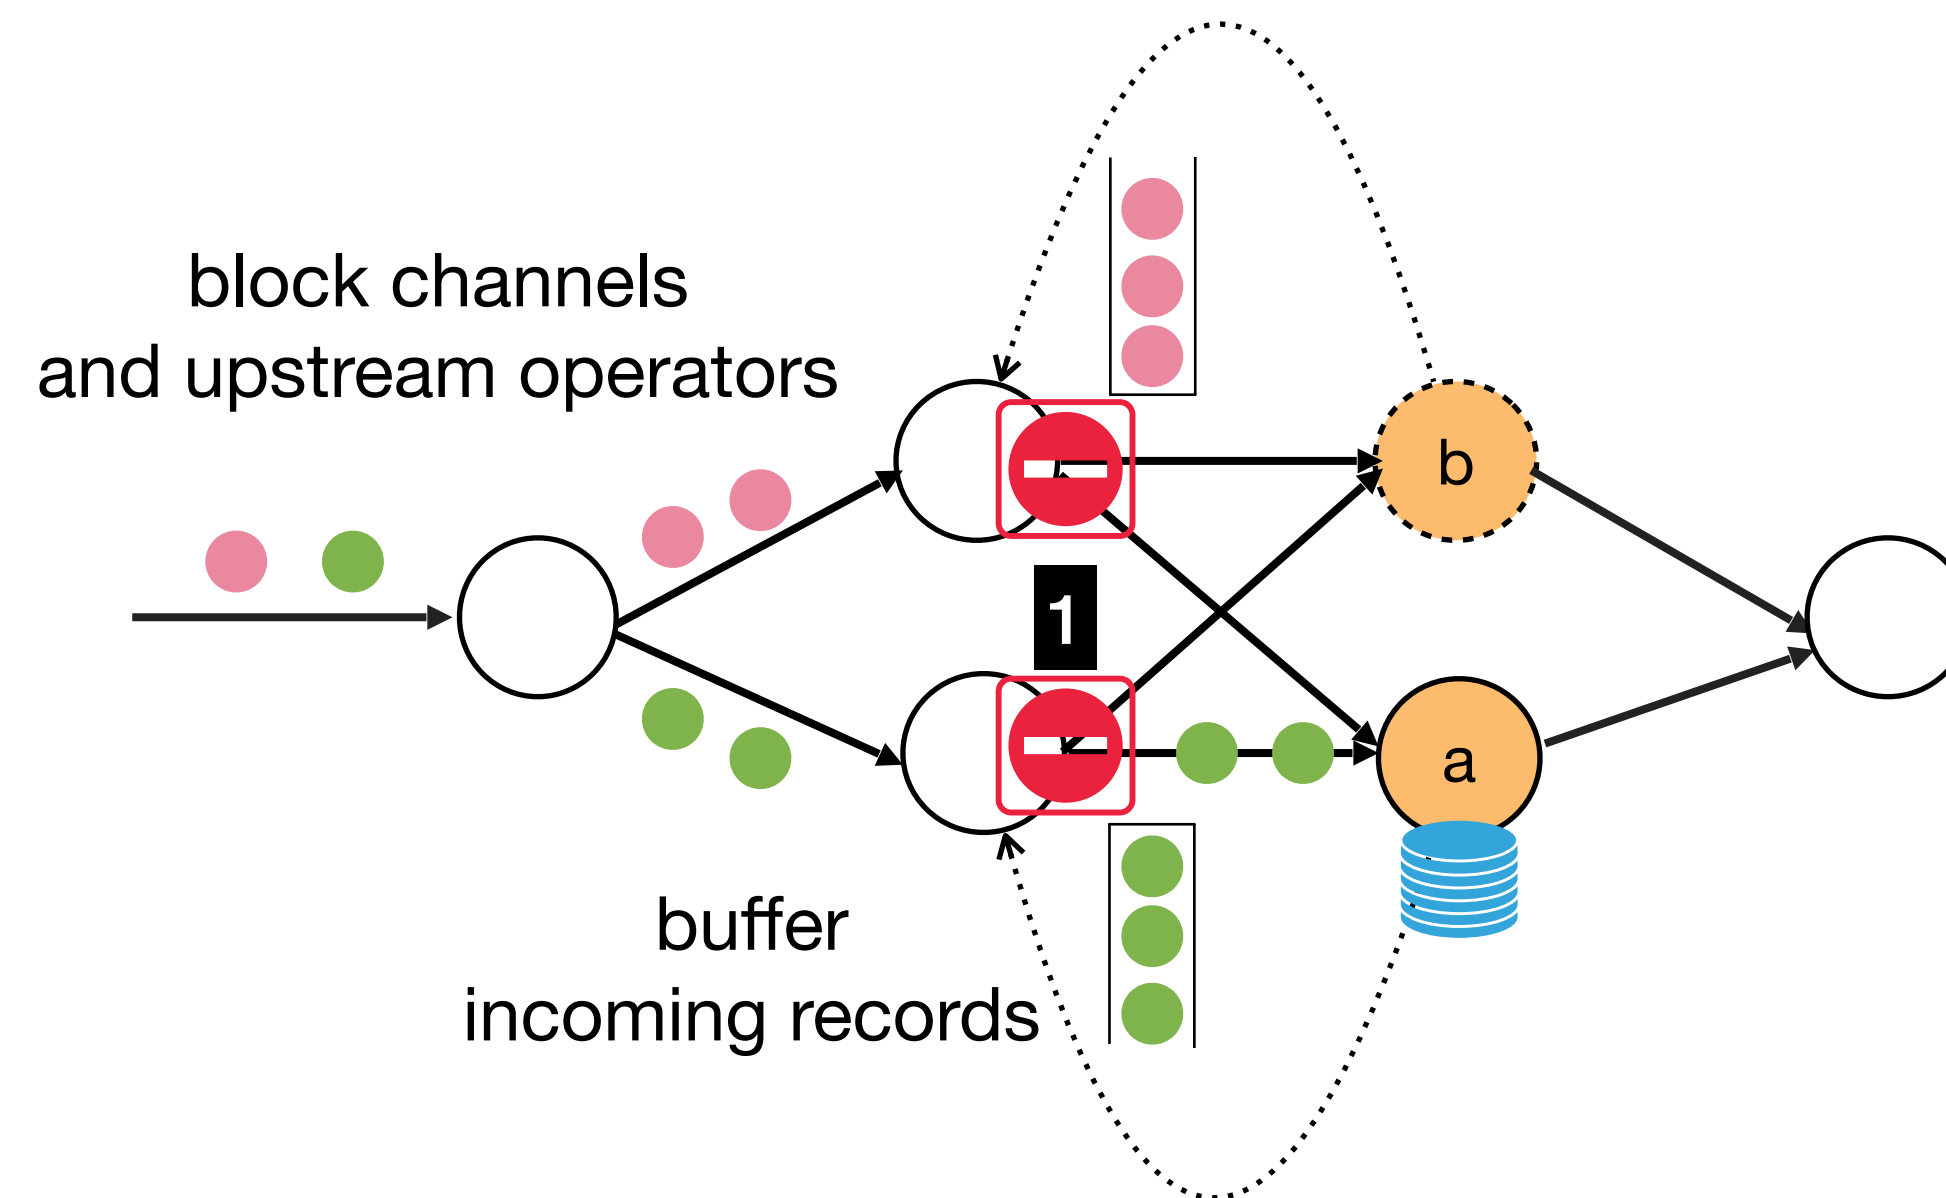 block channels
and upstream operators
b
1
a
buffer
incoming records